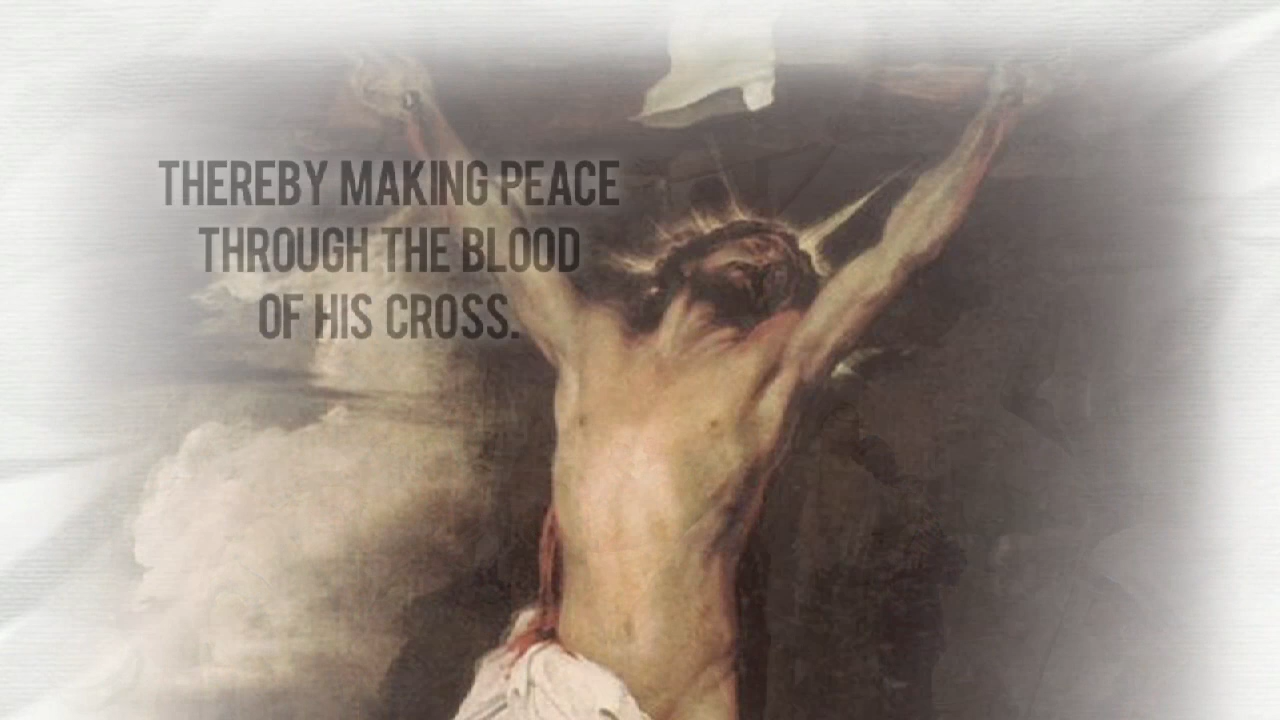 THEREBY MAKING PEACE
THROUGH THE BLOOD
OF HIS CROSS.